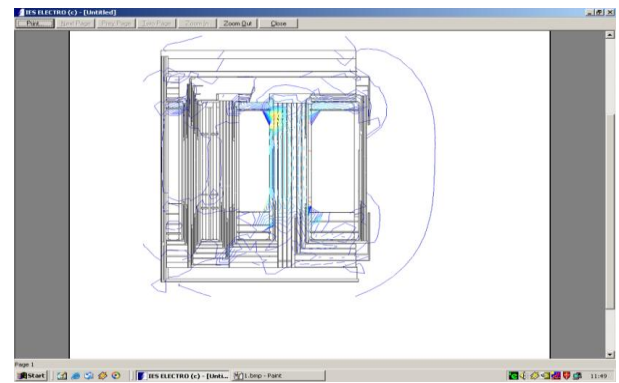 IES ELECTRO (c) - [Untitled]
Print... Next Page Prev Page Two Page Zoom In Zoom Out Close
Page 1
Start IES ELECTRO (c) - [Unti... 1.bmp - Paint 11:49